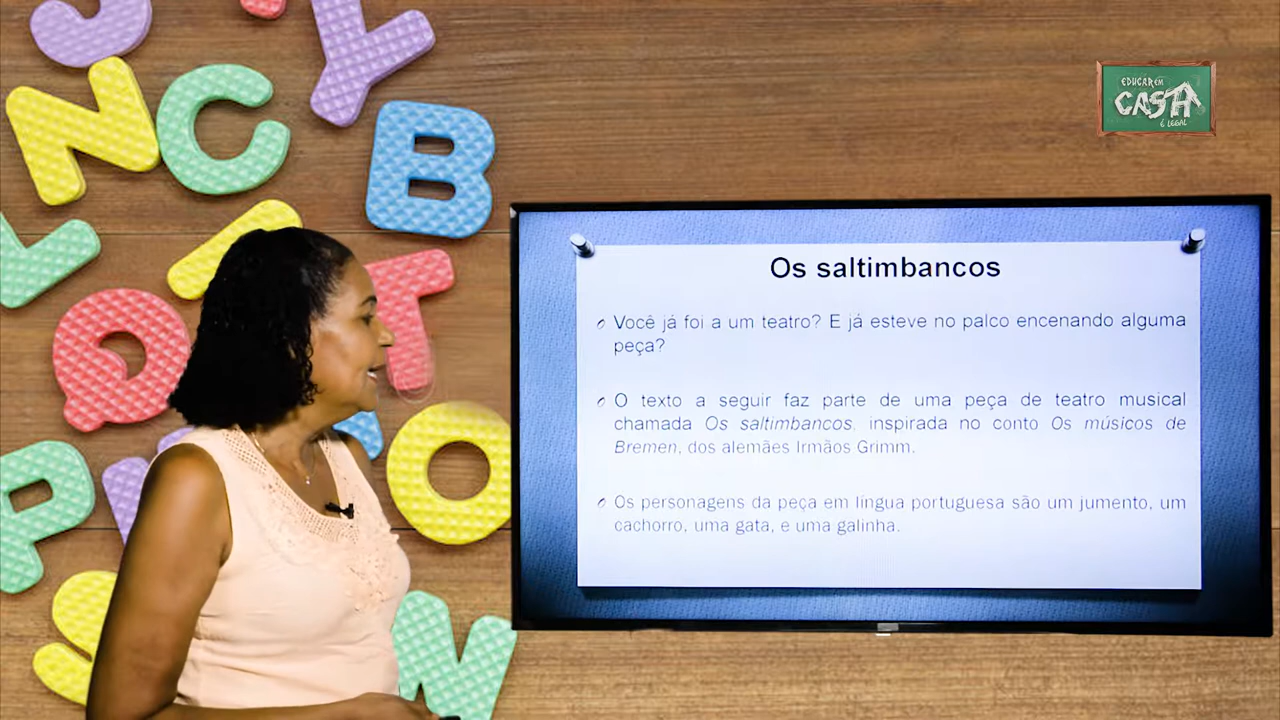 EDUCAR EM
CASA
É LEGAL
Os saltimbancos
Você já foi a um teatro? E já esteve no palco encenando alguma
peça?
O texto a seguir faz parte de uma peça de teatro musical
chamada Os saltimbancos, inspirada no conto Os músicos de
Bremen, dos alemães Irmãos Grimm.
Os personagens da peça em língua portuguesa são um jumento, um
cachorro, uma gata, e uma galinha.
J
Y
N
C
B
L
I
Q
T
P
O
S
W